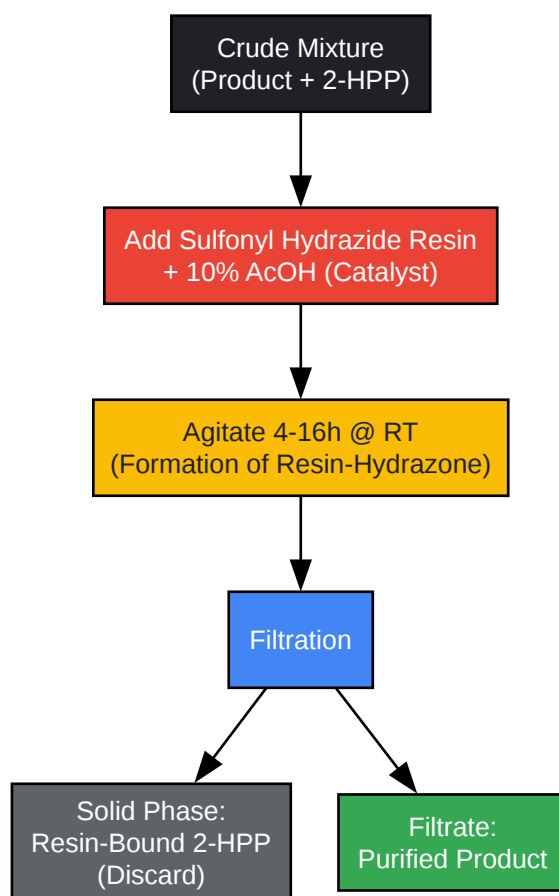 Crude Mixture
(Product + 2-HPP)
Add Sulfonyl Hydrazide Resin
+ 10% AcOH (Catalyst)
Agitate 4-16h @ RT
(Formation of Resin-Hydrazone)
Filtration
Solid Phase:
Resin-Bound 2-HPP
(Discard)
Filtrate:
Purified Product